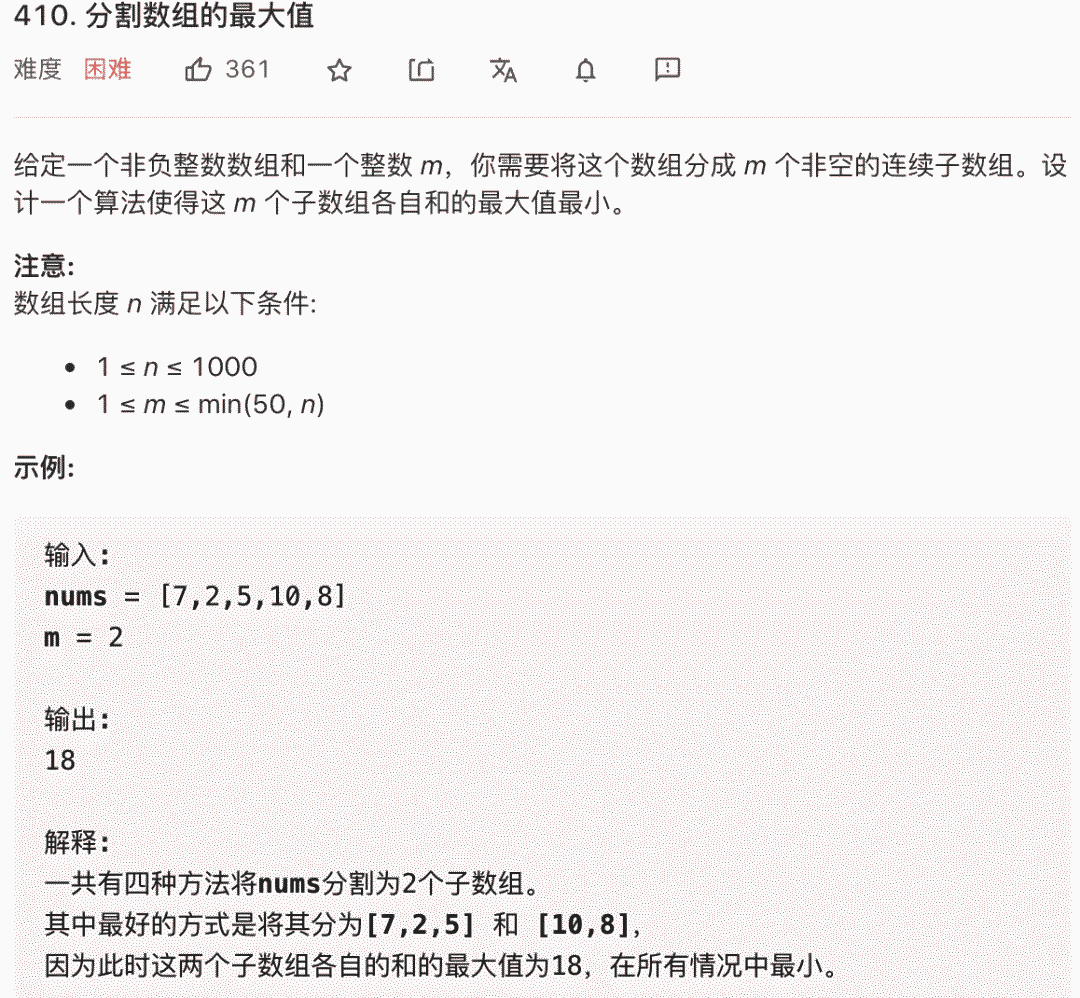 410. 分割数组的最大值
难度 困难 361
给定一个非负整数数组和一个整数 m，你需要将这个数组分成 m 个非空的连续子数组。设
计一个算法使得这 m 个子数组各自和的最大值最小。
注意:
数组长度 n 满足以下条件:
• 1 ≤ n ≤ 1000
• 1 ≤ m ≤ min(50, n)
示例:
输入:
nums = [7,2,5,10,8]
m = 2
输出:
18
解释:
一共有四种方法将nums分割为2个子数组。
其中最好的方式是将其分为[7,2,5] 和 [10,8]，
因为此时这两个子数组各自的和的最大值为18，在所有情况中最小。